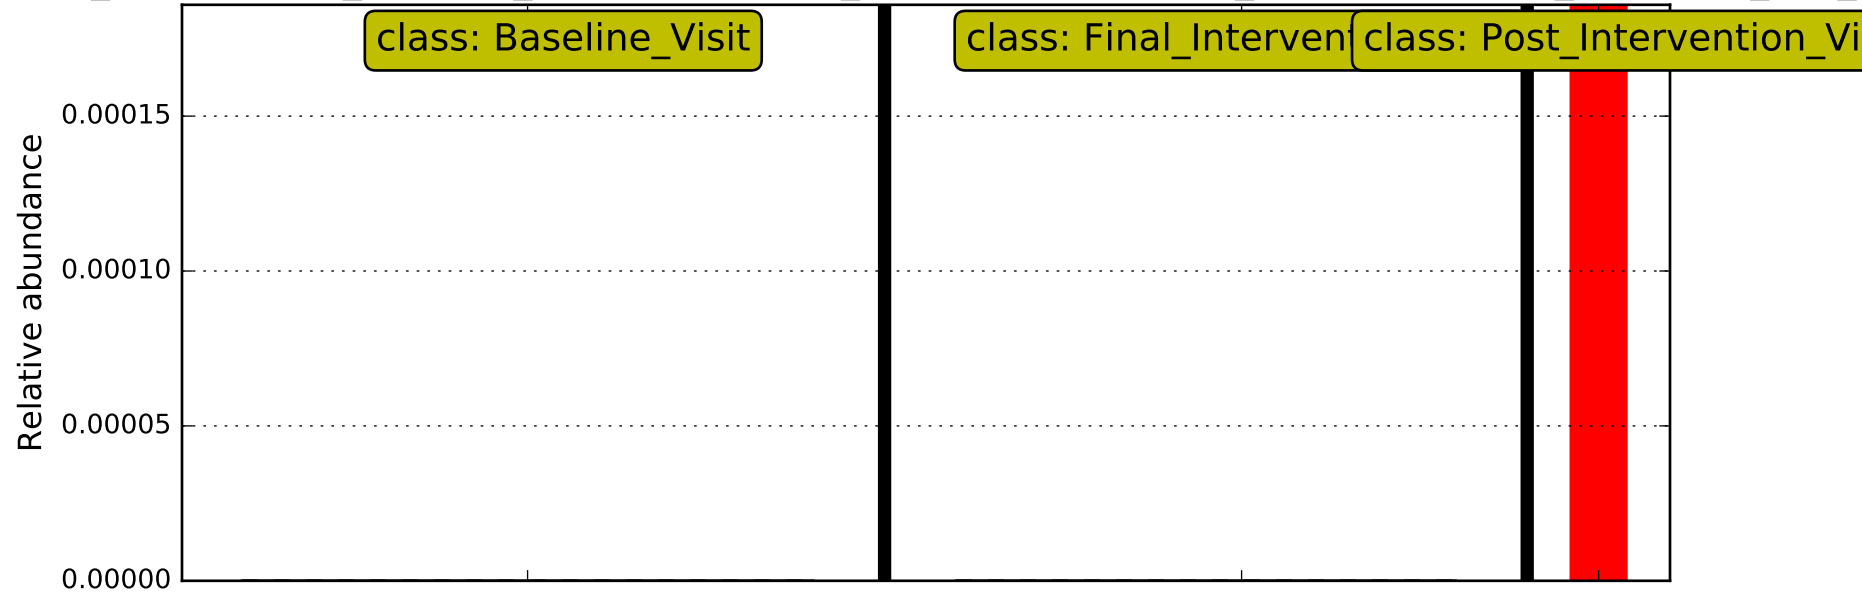 class: Baseline_Visit
class: Final_Intervent
class: Post_Intervention_Vi
Relative abundance
0.00015
0.00010
0.00005
0.00000